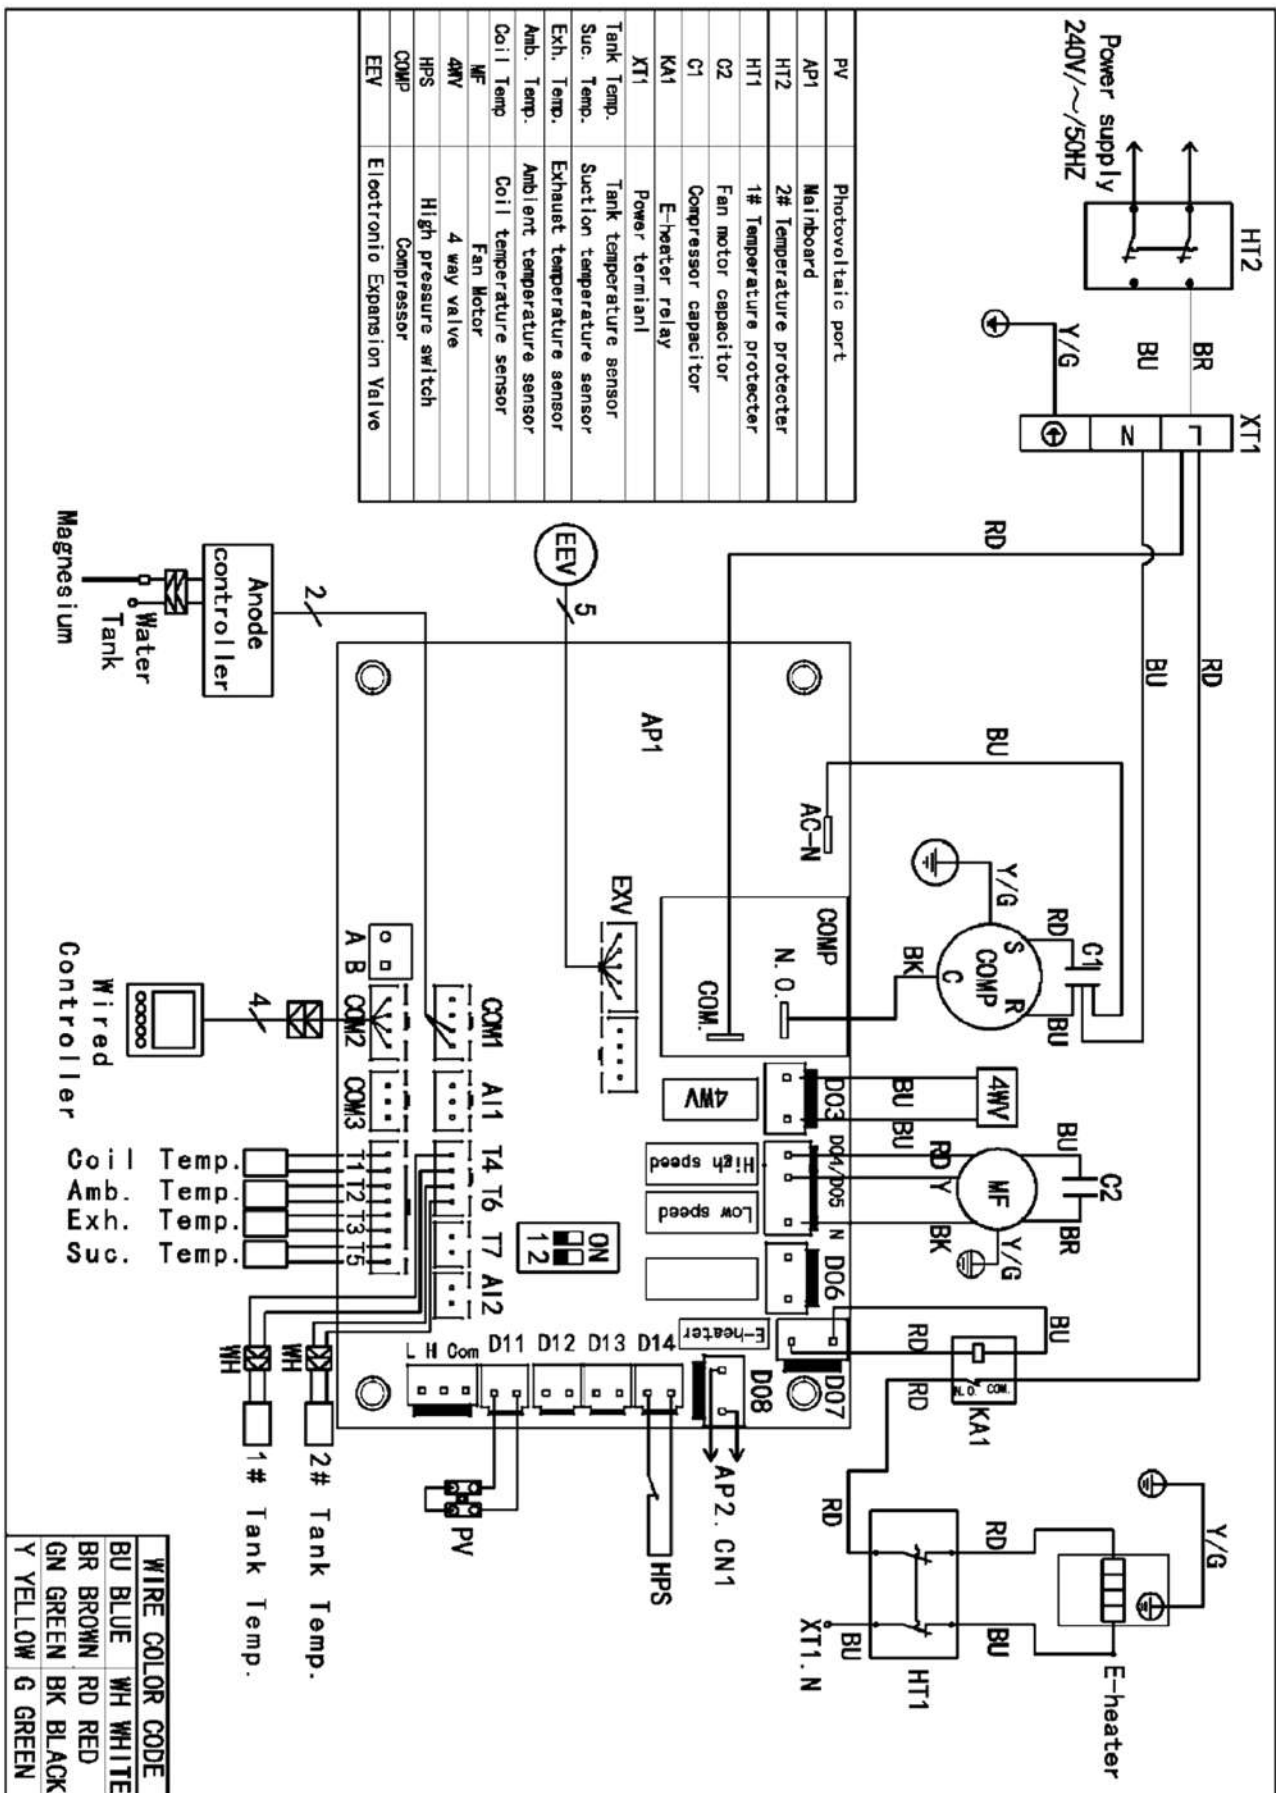 Power supply
240V/～/50HZ
HT2
BR
BU
Y/G
XT1
L
N
RD
BU
RD
PV Photovoltaic port
AP1 Mainboard
HT2 2# Temperature protecter
HT1 1# Temperature protecter
C2 Fan motor capacitor
C1 Compressor capacitor
KA1 E-heater relay
XT1 Power termianl
Tank Temp. Tank temperature sensor
Suc. Temp. Suction temperature sensor
Exh. Temp. Exhaust temperature sensor
Amb. Temp. Ambient temperature sensor
Coil Temp Coil temperature sensor
MF Fan Motor
4WV 4 way valve
HPS High pressure switch
COMP Compressor
EEV Electronic Expansion Valve
EEV
5
Anode
controller
2
Water
Tank
Magnesium
AP1
BU
AC-N
Y/G
RD
C1
S
COMP
R
C
BK
BU
COMP
N.O.
COM.
EXV
4WV
BU
BU
D03
4WV
C2
BU
BR
MF
RD
Y
BK
Y/G
D04/D05
N
High speed
Low speed
D06
BU
RD
RD
N.O.
COM.
KA1
D07
E-heater
D08
AP2.CN1
ON
1 2
A B
COM2
COM3
COM1
AI1
T4
T6
T7
AI2
T1
T2
T3
T5
4
Wired
Controller
Coil Temp.
Amb. Temp.
Exh. Temp.
Suc. Temp.
WH
WH
1# Tank Temp.
2# Tank Temp.
L H Com
D11
D12
D13
D14
PV
HPS
RD
RD
HT1
BU
BU
XT1.N
Y/G
E-heater
WIRE COLOR CODE
BU BLUE WH WHITE
BR BROWN RD RED
GN GREEN BK BLACK
Y YELLOW G GREEN